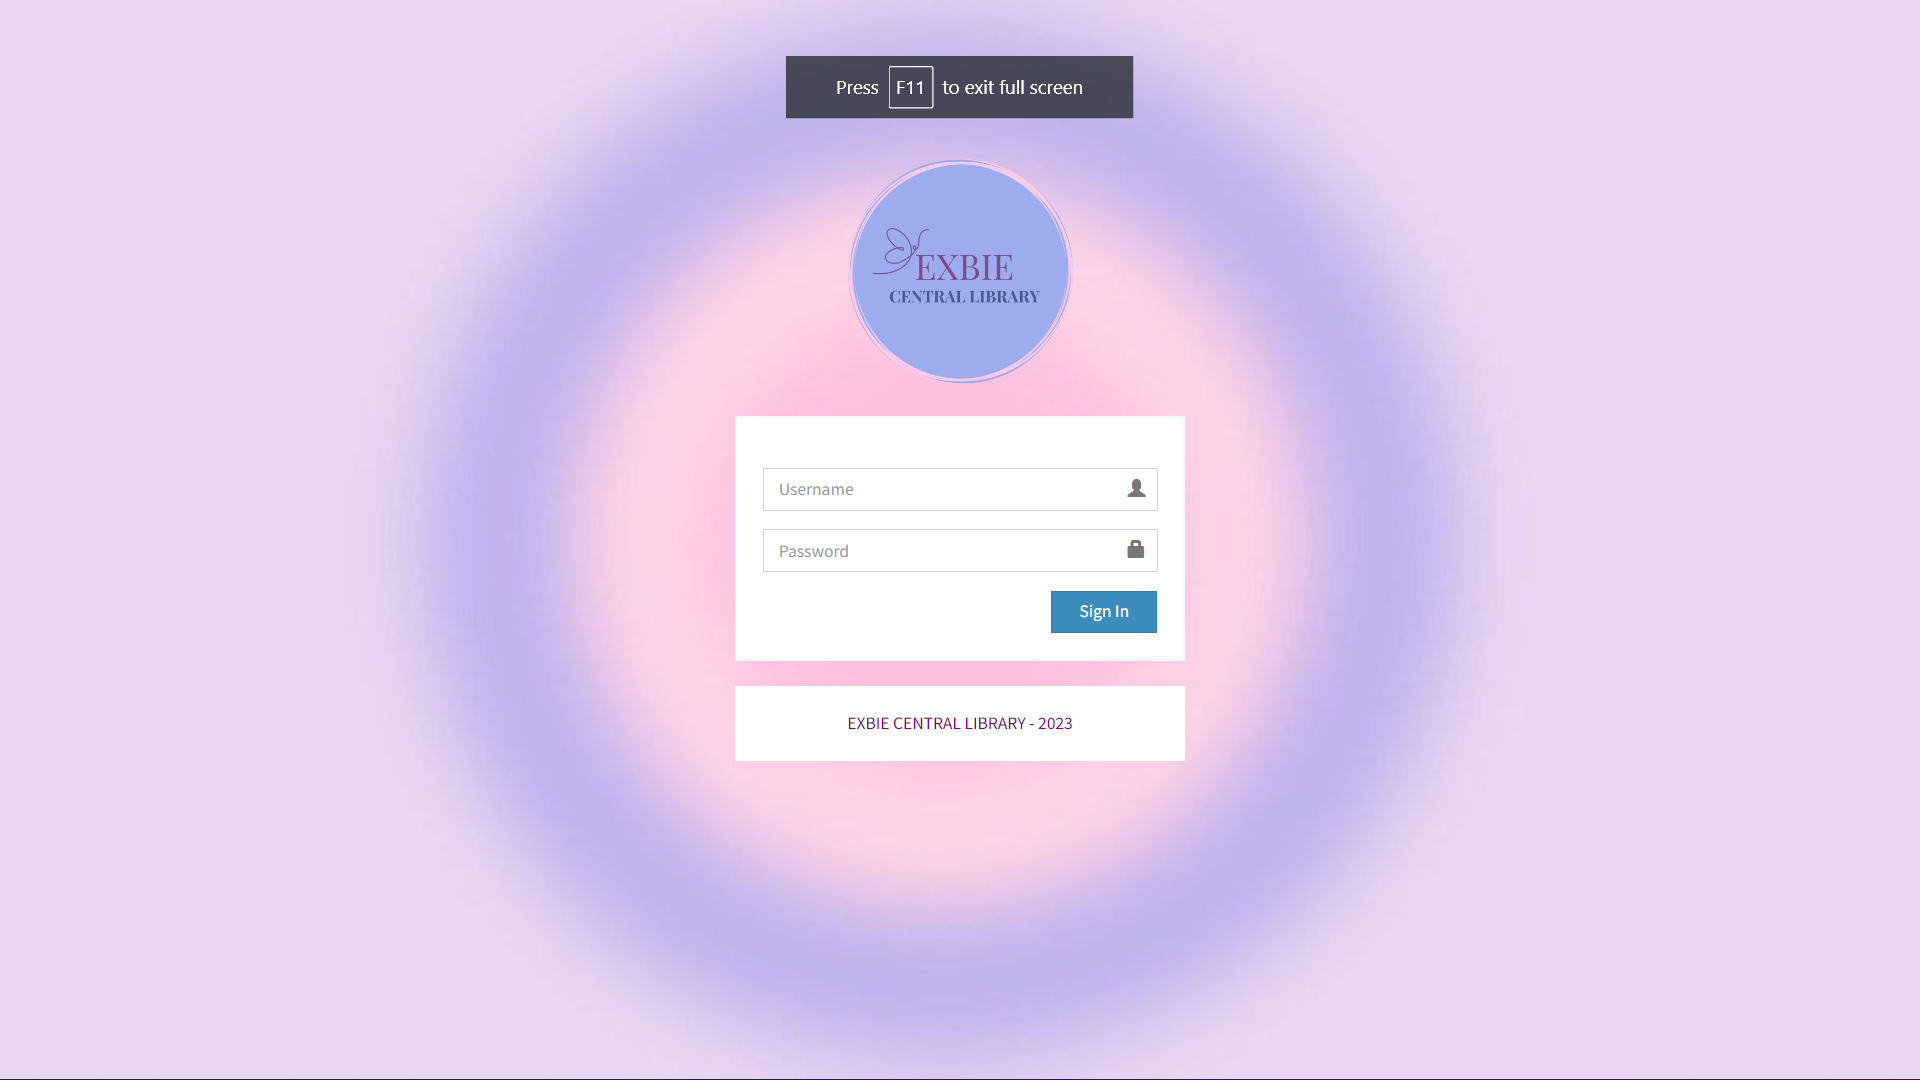 Press F11 to exit full screen
EXBIE
CENTRAL LIBRARY
Username
Password
Sign In
EXBIE CENTRAL LIBRARY - 2023